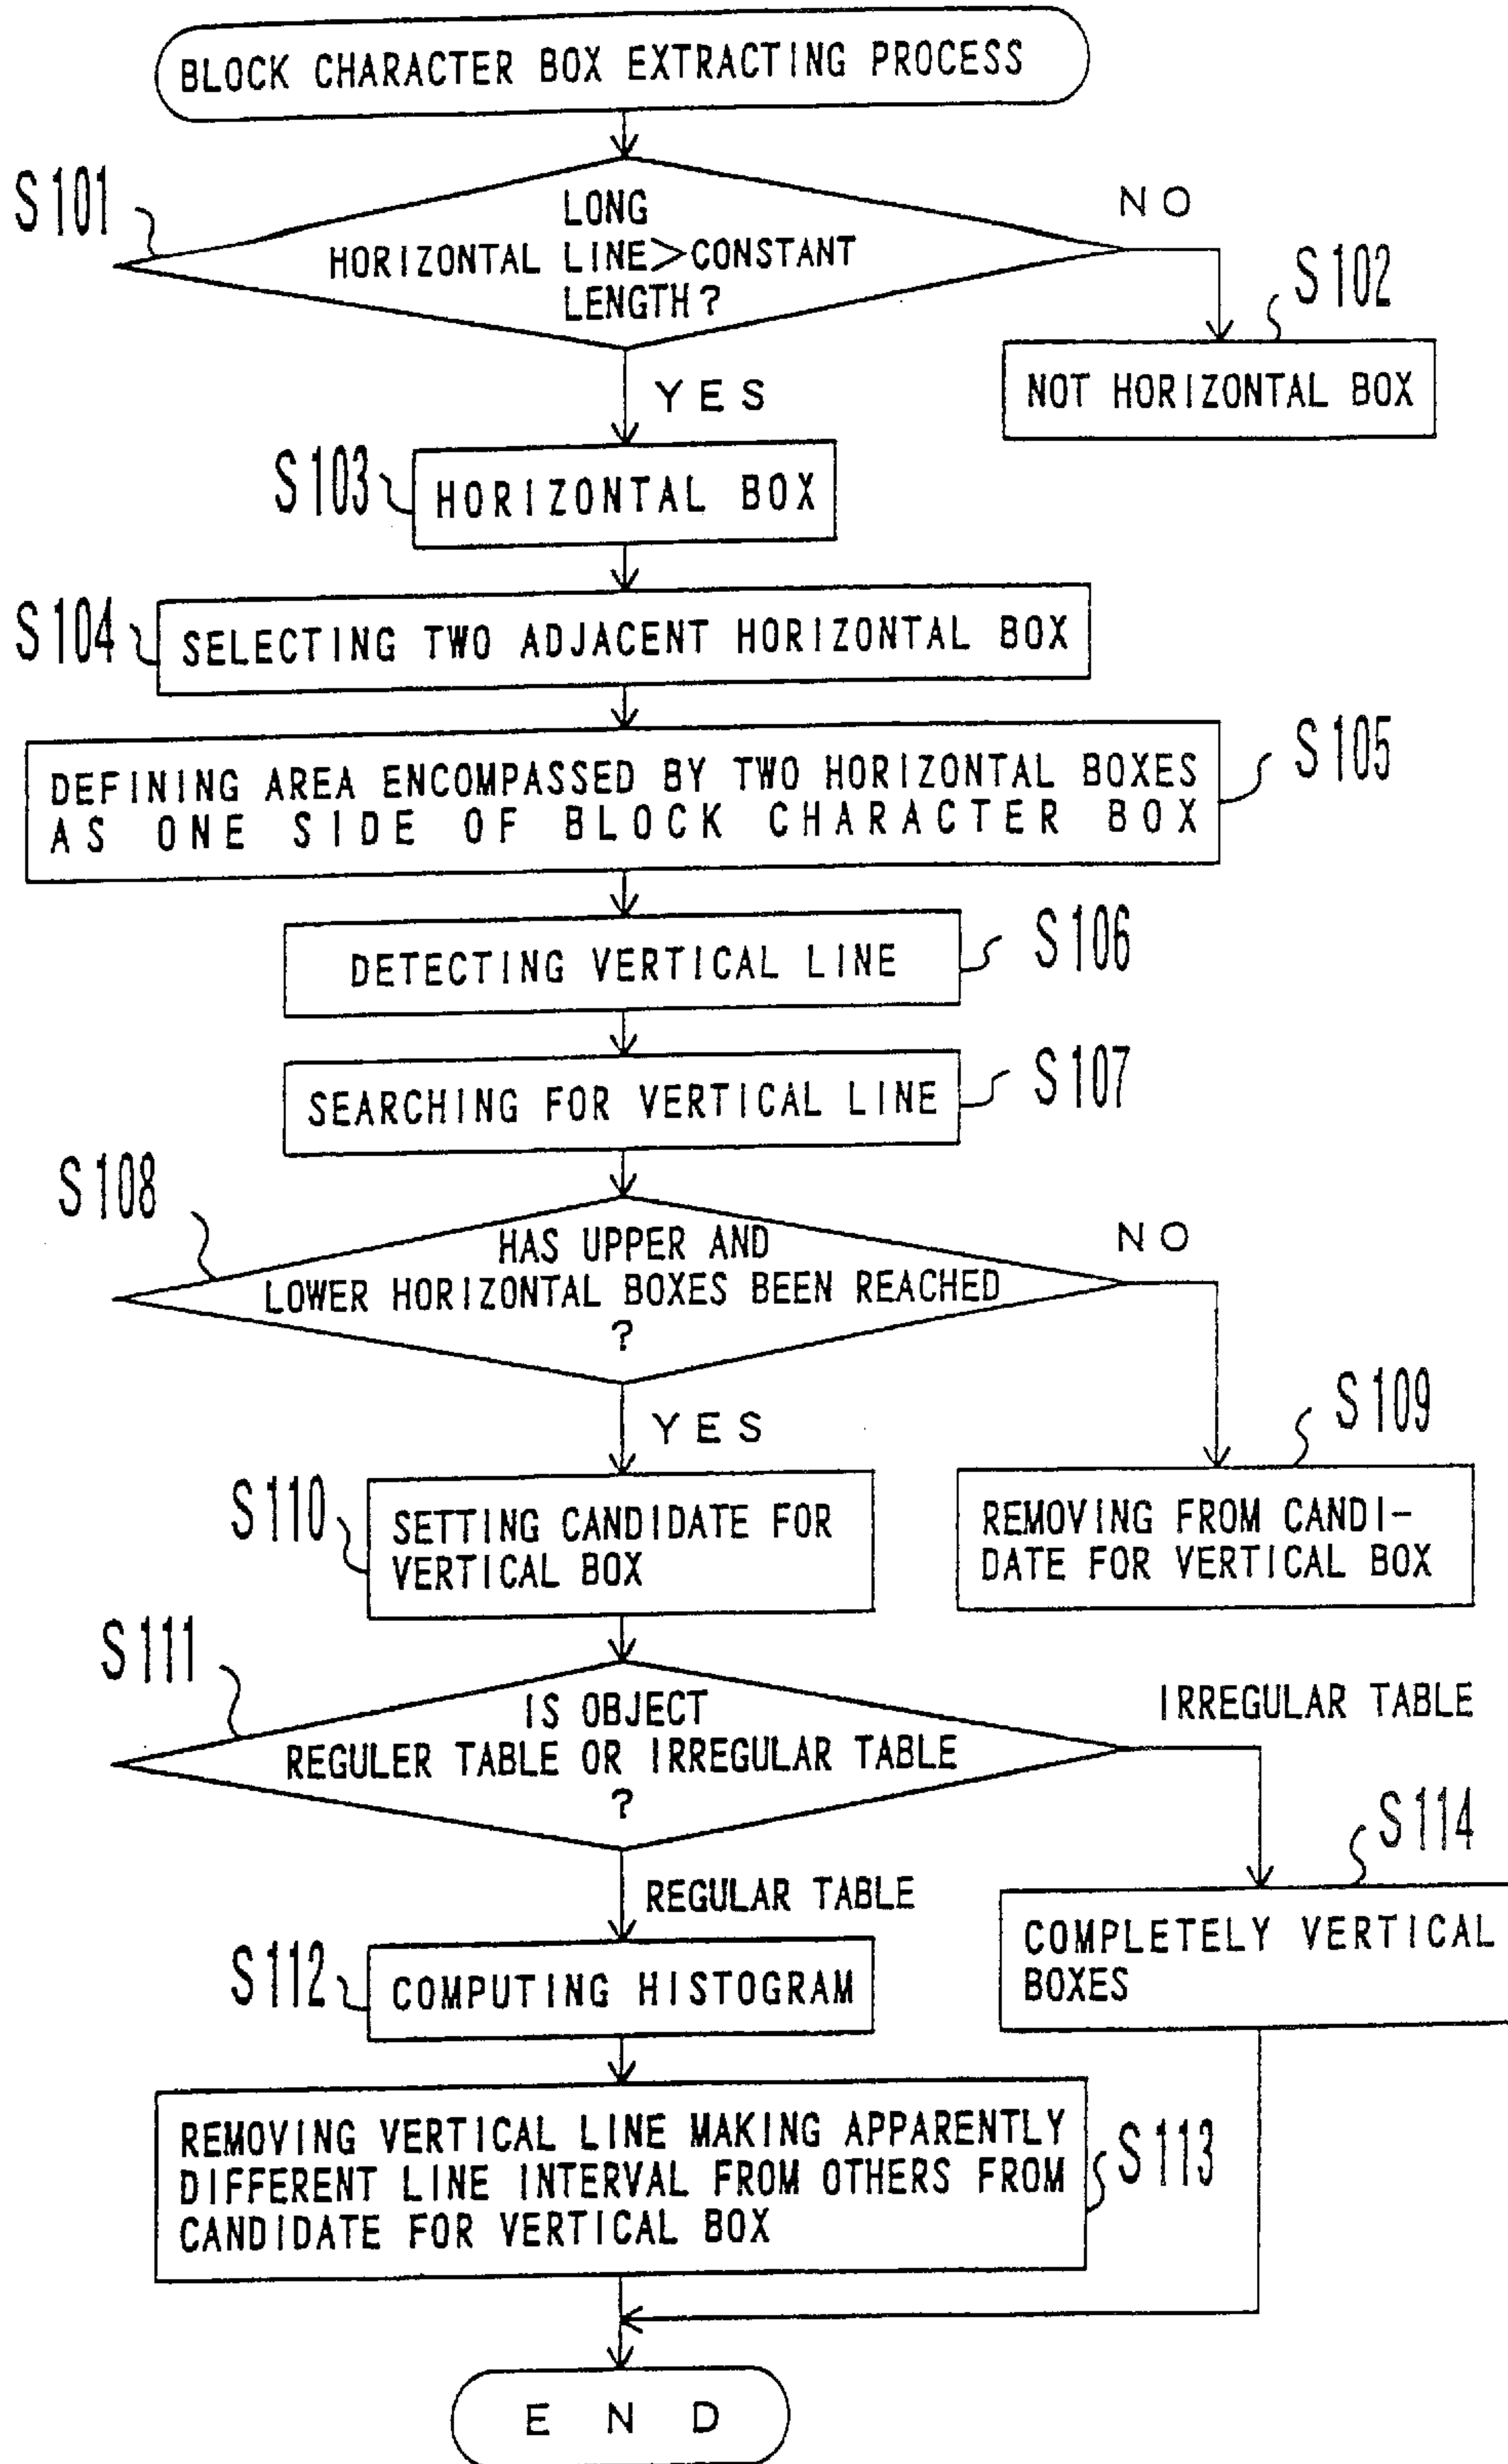 BLOCK CHARACTER BOX EXTRACTING PROCESS
S101
LONG
HORIZONTAL LINE>CONSTANT
LENGTH?
NO
S102
NOT HORIZONTAL BOX
YES
S103
HORIZONTAL BOX
S104
SELECTING TWO ADJACENT HORIZONTAL BOX
S105
DEFINING AREA ENCOMPASSED BY TWO HORIZONTAL BOXES
AS ONE SIDE OF BLOCK CHARACTER BOX
S106
DETECTING VERTICAL LINE
S107
SEARCHING FOR VERTICAL LINE
S108
HAS UPPER AND
LOWER HORIZONTAL BOXES BEEN REACHED
?
NO
S109
REMOVING FROM CANDI-
DATE FOR VERTICAL BOX
YES
S110
SETTING CANDIDATE FOR
VERTICAL BOX
S111
IS OBJECT
REGULER TABLE OR IRREGULAR TABLE
?
IRREGULAR TABLE
S114
COMPLETELY VERTICAL
BOXES
REGULAR TABLE
S112
COMPUTING HISTOGRAM
S113
REMOVING VERTICAL LINE MAKING APPARENTLY
DIFFERENT LINE INTERVAL FROM OTHERS FROM
CANDIDATE FOR VERTICAL BOX
END